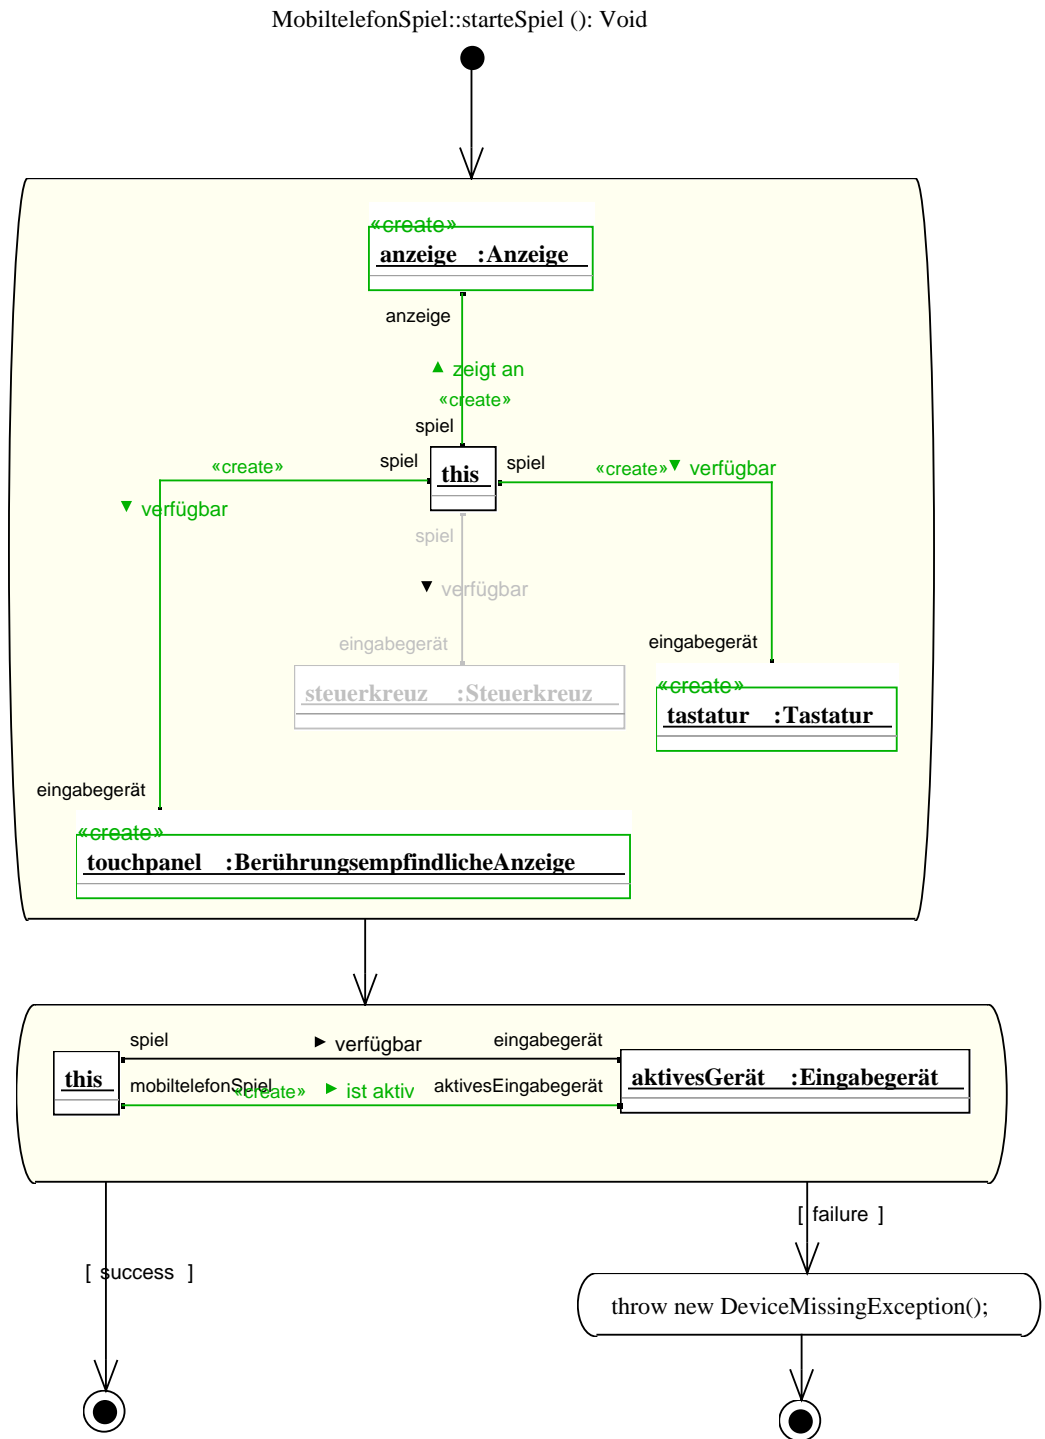 MobiltelefonSpiel::starteSpiel (): Void
«create»
anzeige :Anzeige
anzeige
▲ zeigt an
«create»
spiel
«create» spiel this spiel «create» ▼ verfügbar
▼ verfügbar
spiel
▼ verfügbar
eingabegerät
eingabegerät
steuerkreuz :Steuerkreuz
«create»
tastatur :Tastatur
eingabegerät
«create»
touchpanel :BerührungsempfindlicheAnzeige
spiel ► verfügbar eingabegerät
this
aktivesGerät :Eingabegerät
mobiltelefonSpiel «create» ► ist aktiv aktivesEingabegerät
[ failure ]
[ success ]
throw new DeviceMissingException();